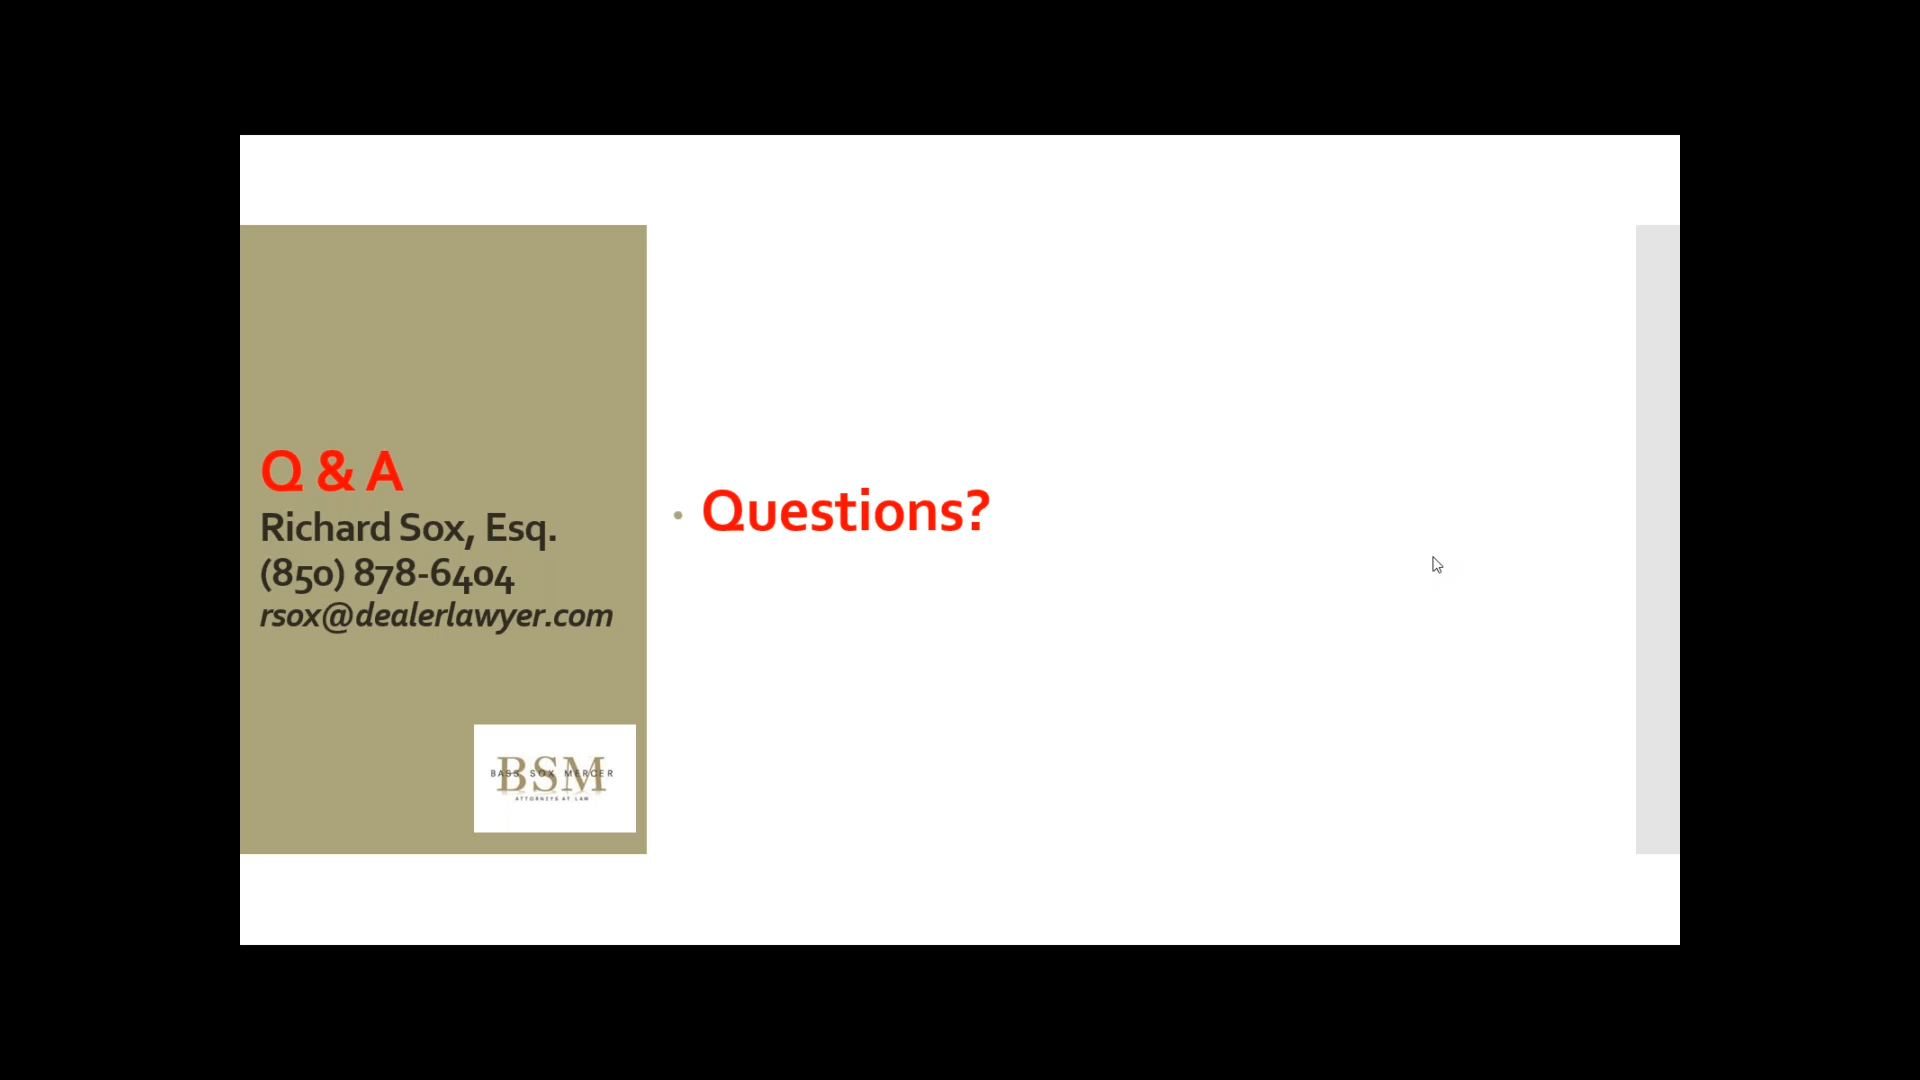 Q & A
Richard Sox, Esq.
(850) 878-6404
rsox@dealerlawyer.com
• Questions?
BSM
BASS SOX MERCER
ATTORNEYS AT LAW